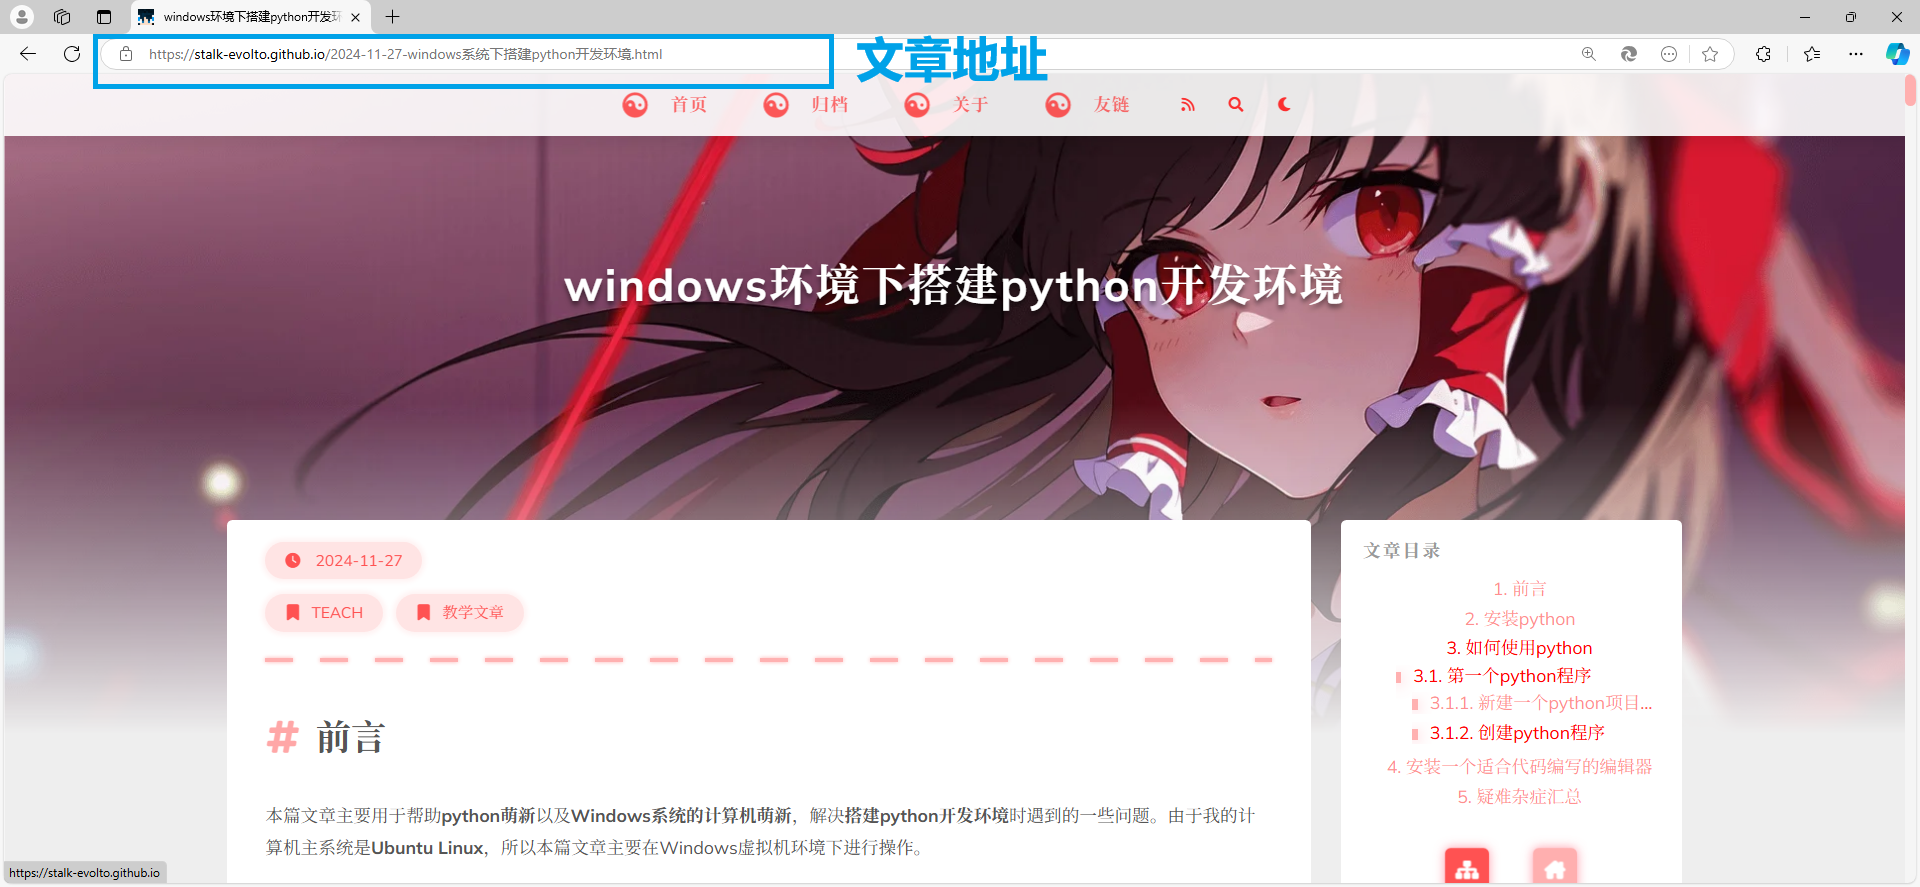 windows环境下搭建python开发环
https://stalk-evolto.github.io/2024-11-27-windows系统下搭建python开发环境.html
文章地址
首页 归档 关于 友链
windows环境下搭建python开发环境
2024-11-27
TEACH 教学文章
# 前言
本篇文章主要用于帮助python萌新以及Windows系统的计算机萌新，解决搭建python开发环境时遇到的一些问题。由于我的计
算机主系统是Ubuntu Linux，所以本篇文章主要在Windows虚拟机环境下进行操作。
文章目录
1. 前言
2. 安装python
3. 如何使用python
3.1. 第一个python程序
3.1.1. 新建一个python项目...
3.1.2. 创建python程序
4. 安装一个适合代码编写的编辑器
5. 疑难杂症汇总
https://stalk-evolto.github.io